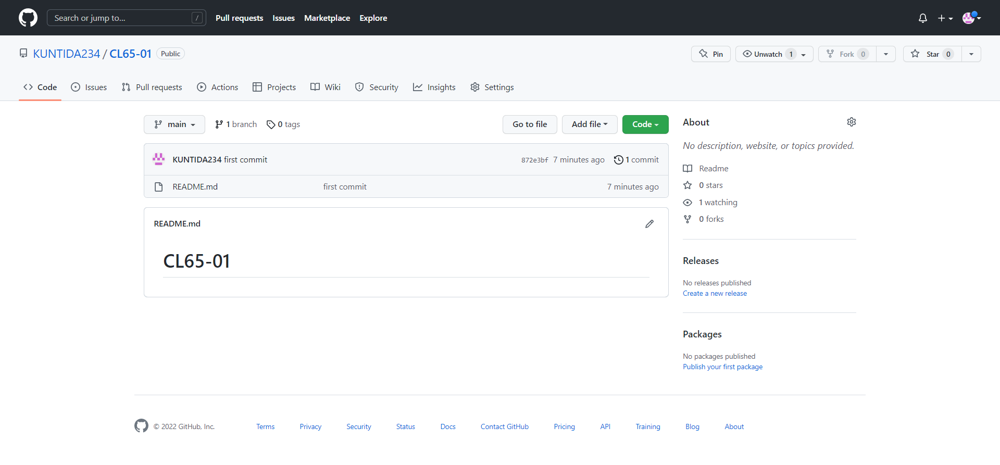 Search or jump to... / Pull requests Issues Marketplace Explore
KUNTIDA234 / CL65-01 Public Pin Unwatch 1 Fork 0 Star 0
Code Issues Pull requests Actions Projects Wiki Security Insights Settings
main 1 branch 0 tags Go to file Add file Code
KUNTIDA234 first commit 872e3bf 7 minutes ago 1 commit
README.md first commit 7 minutes ago
README.md
CL65-01
About
No description, website, or topics provided.
Readme
0 stars
1 watching
0 forks
Releases
No releases published
Create a new release
Packages
No packages published
Publish your first package
© 2022 GitHub, Inc. Terms Privacy Security Status Docs Contact GitHub Pricing API Training Blog About